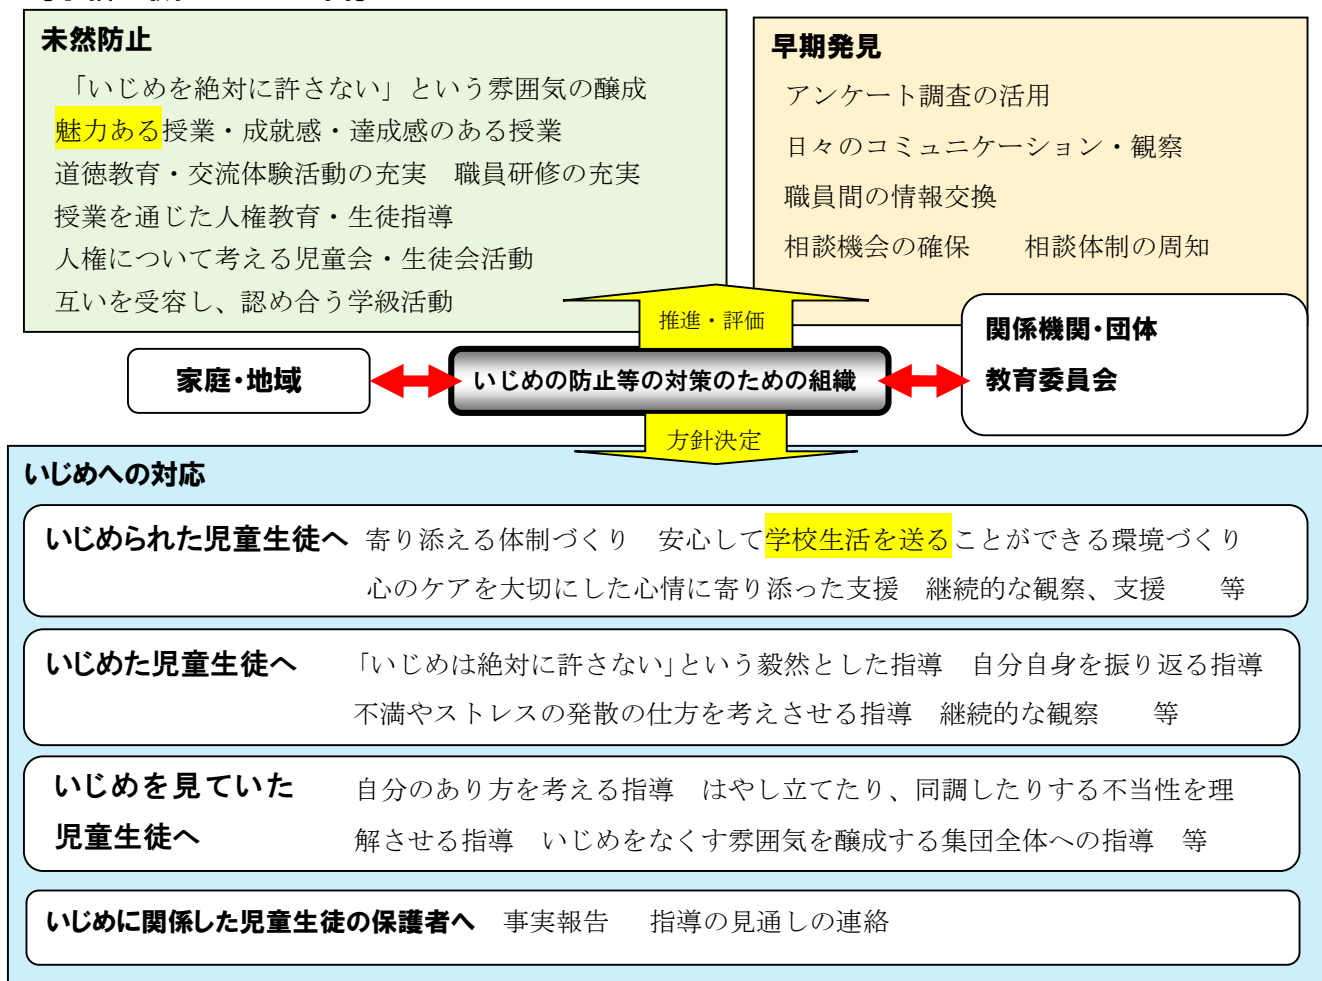 未然防止
「いじめを絶対に許さない」という雰囲気の醸成
魅力ある授業・成就感・達成感のある授業
道徳教育・交流体験活動の充実　職員研修の充実
授業を通じた人権教育・生徒指導
人権について考える児童会・生徒会活動
互いを受容し、認め合う学級活動
早期発見
アンケート調査の活用
日々のコミュニケーション・観察
職員間の情報交換
相談機会の確保　　相談体制の周知
推進・評価
家庭・地域
いじめの防止等の対策のための組織
関係機関・団体
教育委員会
方針決定
いじめへの対応
いじめられた児童生徒へ 寄り添える体制づくり　安心して学校生活を送ることができる環境づくり
心のケアを大切にした心情に寄り添った支援　継続的な観察、支援　　等
いじめた児童生徒へ 「いじめは絶対に許さない」という毅然とした指導　自分自身を振り返る指導
不満やストレスの発散の仕方を考えさせる指導　継続的な観察　　等
いじめを見ていた 自分のあり方を考える指導　はやし立てたり、同調したりする不当性を理
児童生徒へ 解させる指導　いじめをなくす雰囲気を醸成する集団全体への指導　等
いじめに関係した児童生徒の保護者へ 事実報告　　指導の見通しの連絡